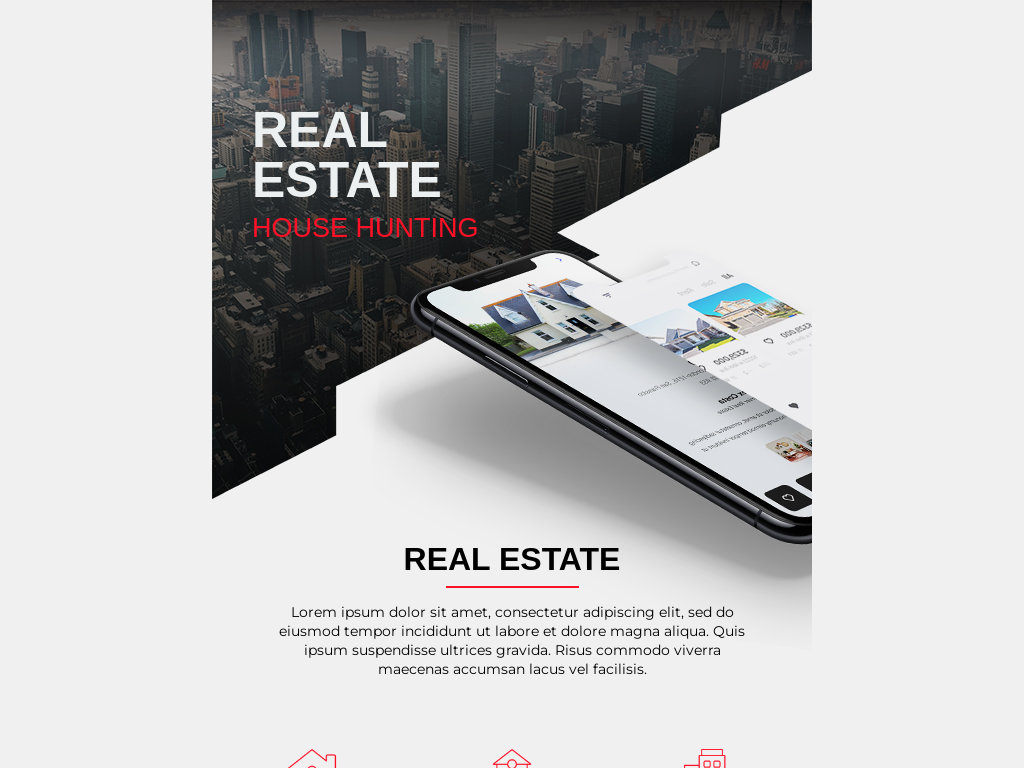 REAL
ESTATE
HOUSE HUNTING
REAL ESTATE
Lorem ipsum dolor sit amet, consectetur adipiscing elit, sed do
eiusmod tempor incididunt ut labore et dolore magna aliqua. Quis
ipsum suspendisse ultrices gravida. Risus commodo viverra
maecenas accumsan lacus vel facilisis.